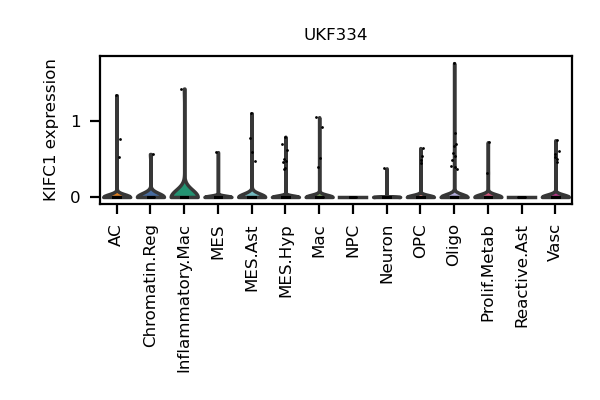 UKF334
KIFC1 expression
1
0
AC
Chromatin.Reg
Inflammatory.Mac
MES
MES.Ast
MES.Hyp
Mac
NPC
Neuron
OPC
Oligo
Prolif.Metab
Reactive.Ast
Vasc